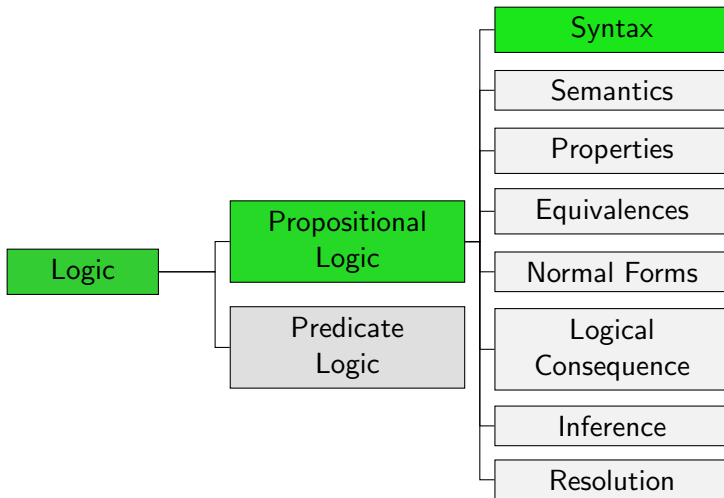 Logic
Propositional
Logic
Predicate
Logic
Syntax
Semantics
Properties
Equivalences
Normal Forms
Logical
Consequence
Inference
Resolution